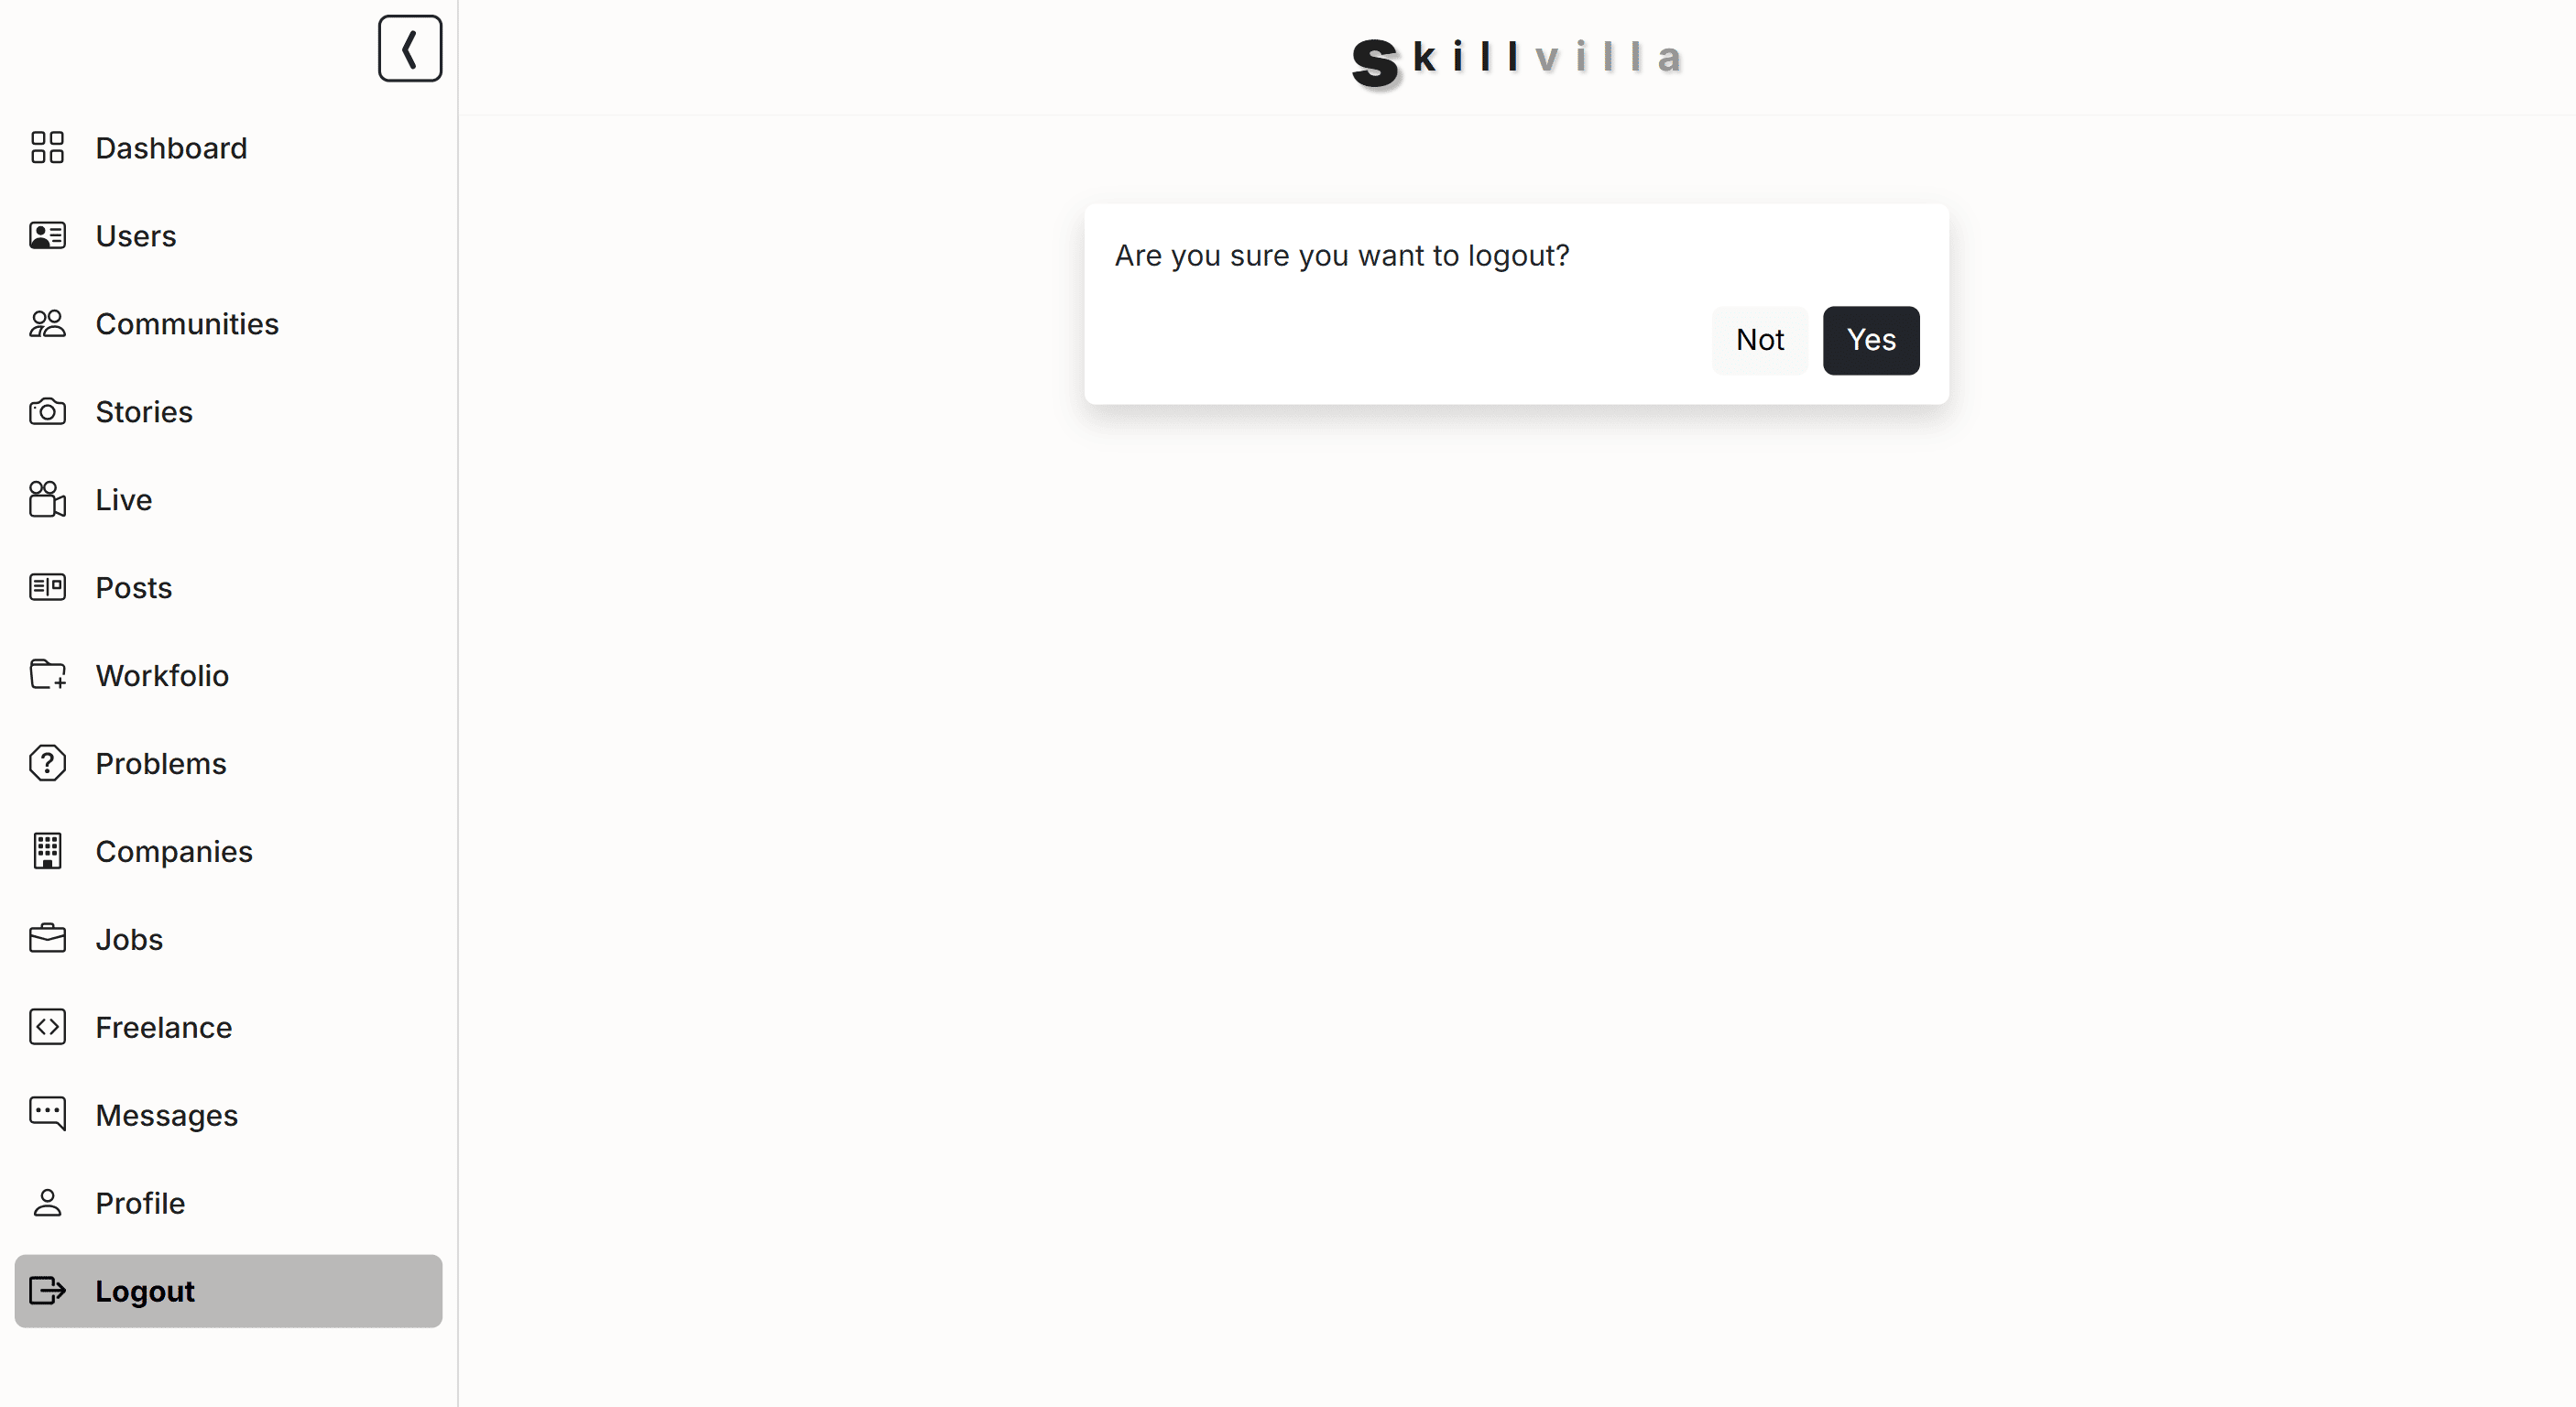 Skillvilla
Dashboard
Users
Communities
Stories
Live
Posts
Workfolio
Problems
Companies
Jobs
Freelance
Messages
Profile
Logout
Are you sure you want to logout?
Not
Yes